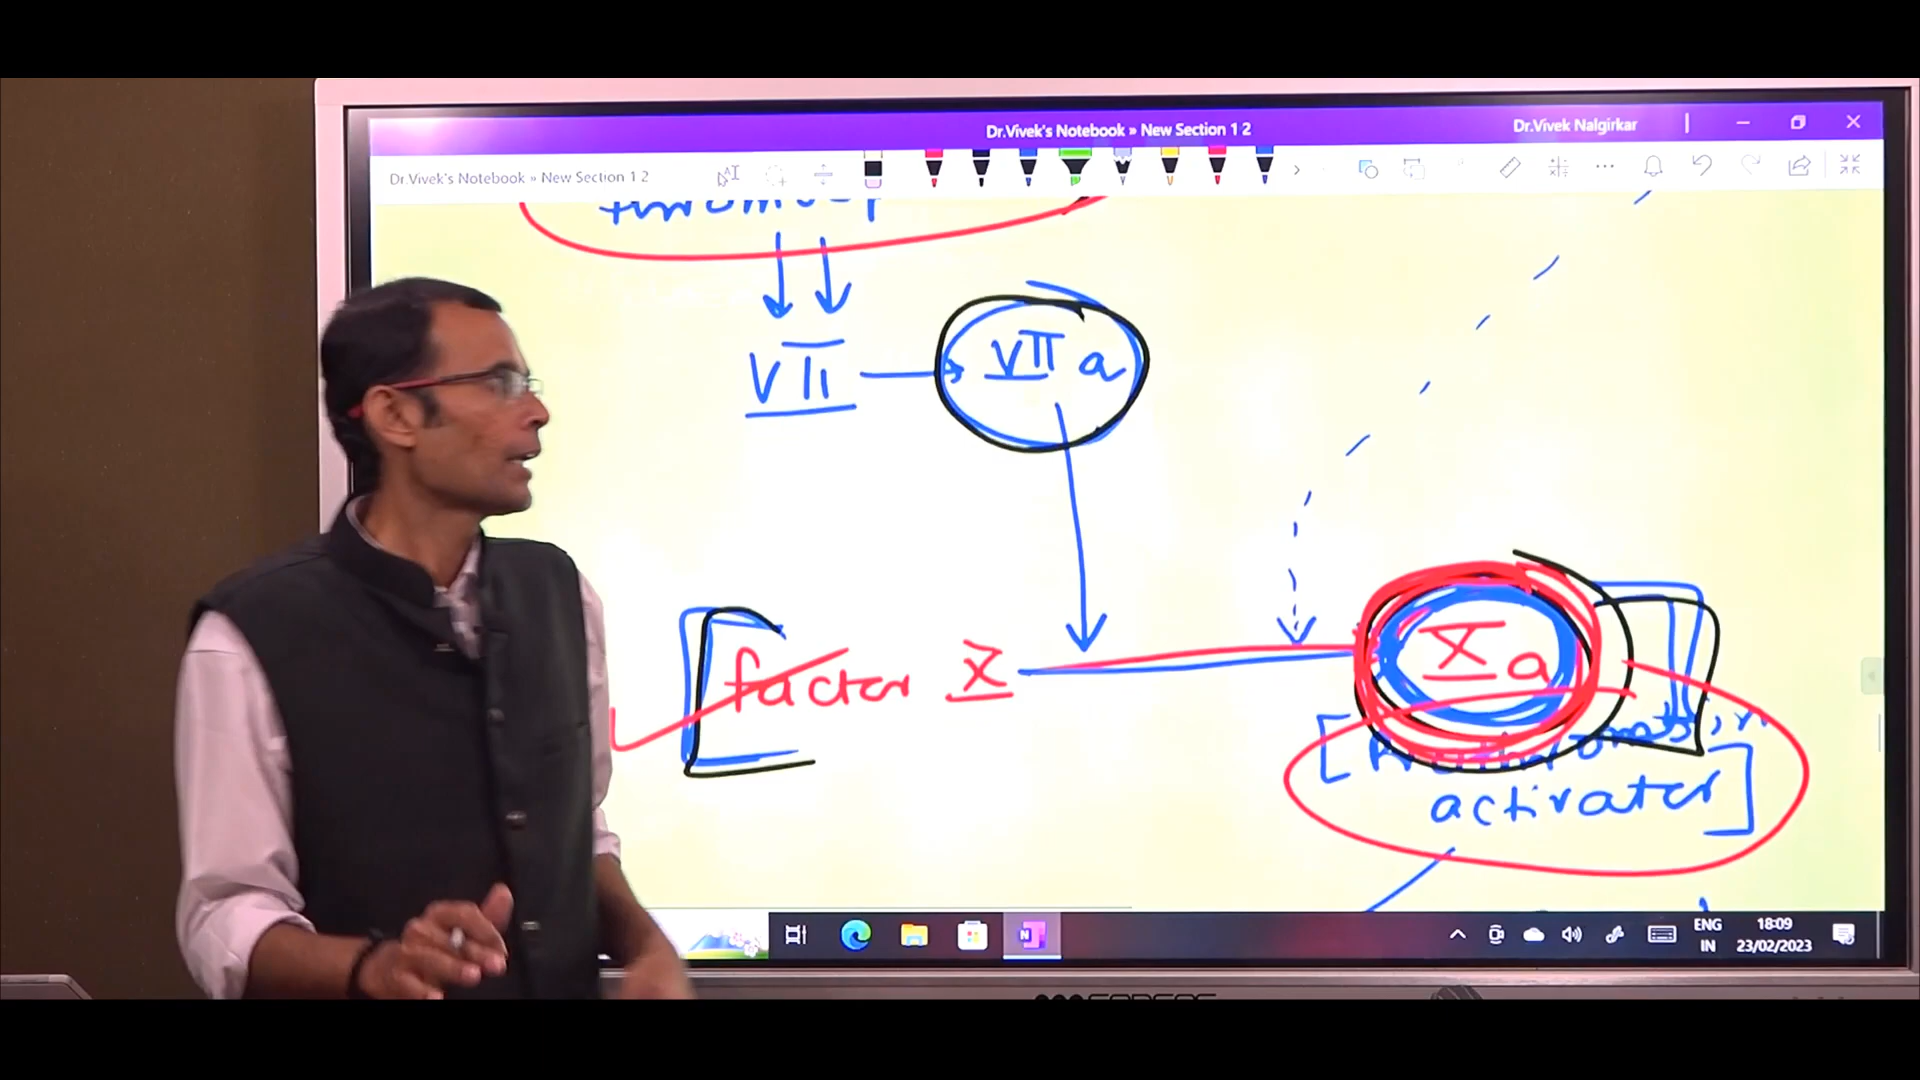 Dr.Vivek's Notebook » New Section 1 2
Dr.Vivek Nalgirkar
Dr.Vivek's Notebook » New Section 1 2
VII VII a
factor X X a
[
activator]
ENG
IN
18:09
23/02/2023